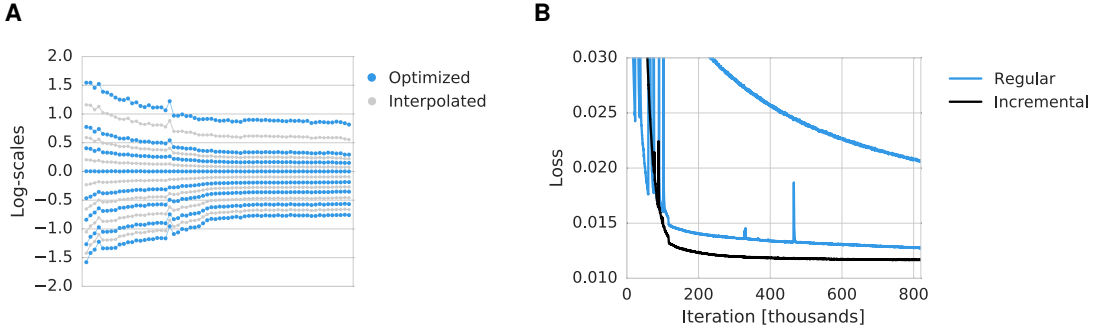 A
Log-scales
2.0
1.5
1.0
0.5
0.0
−0.5
−1.0
−1.5
−2.0
Optimized
Interpolated
B
Loss
0.030
0.025
0.020
0.015
0.010
0 200 400 600 800
Iteration [thousands]
Regular
Incremental